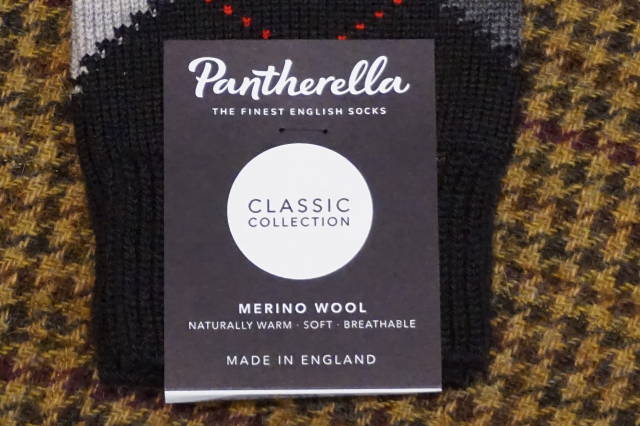 Pantherella
THE FINEST ENGLISH SOCKS
CLASSIC
COLLECTION
MERINO WOOL
NATURALLY WARM · SOFT · BREATHABLE
MADE IN ENGLAND